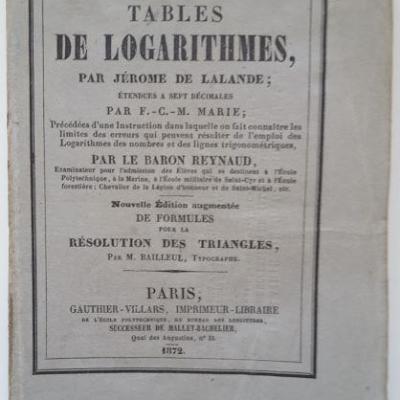 TABLES
DE LOGARITHMES,
PAR JÉROME DE LALANDE;
ÉTENDUES A SEPT DÉCIMALES
PAR F.-C.-M. MARIE;
Précédées d'une Instruction dans laquelle on fait connaître les
limites des erreurs qui peuvent résulter de l'emploi des
Logarithmes des nombres et des lignes trigonométriques,
PAR LE BARON REYNAUD,
Examinateur pour l'admission des Élèves qui se destinent à l'École
Polytechnique, à la Marine, à l'École militaire de Saint-Cyr et à l'École
forestière; Chevalier de la Légion d'honneur et de Saint-Michel, etc.
Nouvelle Édition augmentée
DE FORMULES
POUR LA
RÉSOLUTION DES TRIANGLES,
PAR M. BAILLEUL, TYPOGRAPHE.
PARIS,
GAUTHIER-VILLARS, IMPRIMEUR-LIBRAIRE
DE L'ÉCOLE POLYTECHNIQUE, DU BUREAU DES LONGITUDES,
SUCCESSEUR DE MALLET-BACHELIER,
Quai des Augustins, n° 55.
1872.